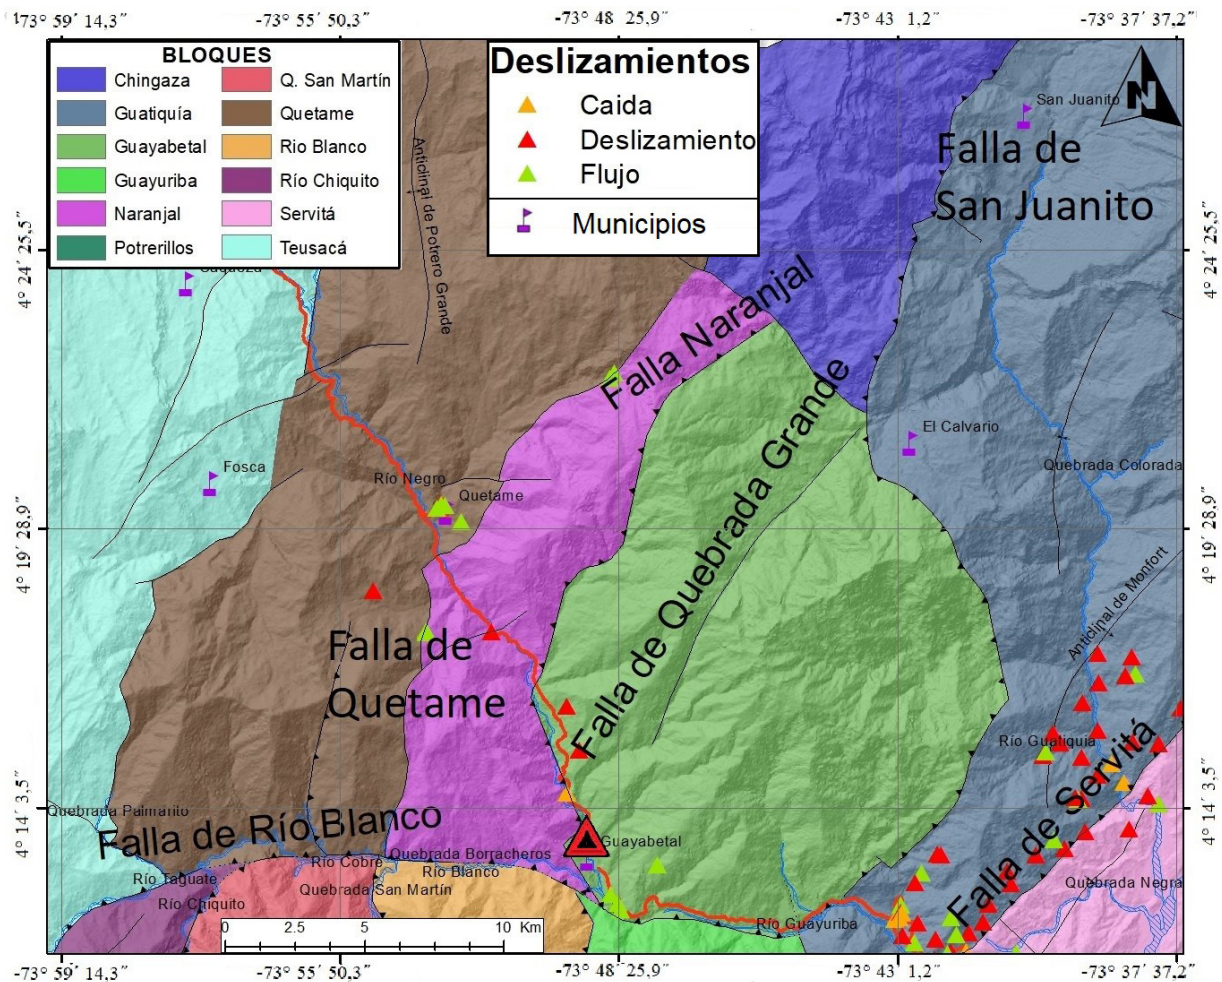 -73° 59´ 14,3”
-73° 55´ 50,3”
-73° 48´ 25,9”
-73° 43´ 1,2”
-73° 37´ 37,2”
BLOQUES
Chingaza
Guatiquía
Guayabetal
Guayuriba
Naranjal
Potrerillos
Q. San Martín
Quetame
Rio Blanco
Río Chiquito
Servitá
Teusacá
Deslizamientos
Caida
Deslizamiento
Flujo
Municipios
N
San Juanito
Falla de
San Juanito
Anticlinal de Potrero Grande
4° 24´ 25,5”
4° 24´ 25,5”
Falla Naranjal
El Calvario
Quebrada Colorada
Fosca
Río Negro
Quetame
Falla de Quebrada Grande
4° 19´ 28,9”
4° 19´ 28,9”
Anticlinal de Monfort
Falla de
Quetame
Río Guatiquia
Falla de Servitá
4° 14´ 3,5”
4° 14´ 3,5”
Quebrada Palmarito
Falla de Río Blanco
Guayabetal
Quebrada Borracheros
Río Cobre
Río Blanco
Río Taguate
Quebrada San Martín
Río Chiquito
Quebrada Negra
Río Guayuriba
0
2.5
5
10 Km
-73° 59´ 14,3”
-73° 55´ 50,3”
-73° 48´ 25,9”
-73° 43´ 1,2”
-73° 37´ 37,2”